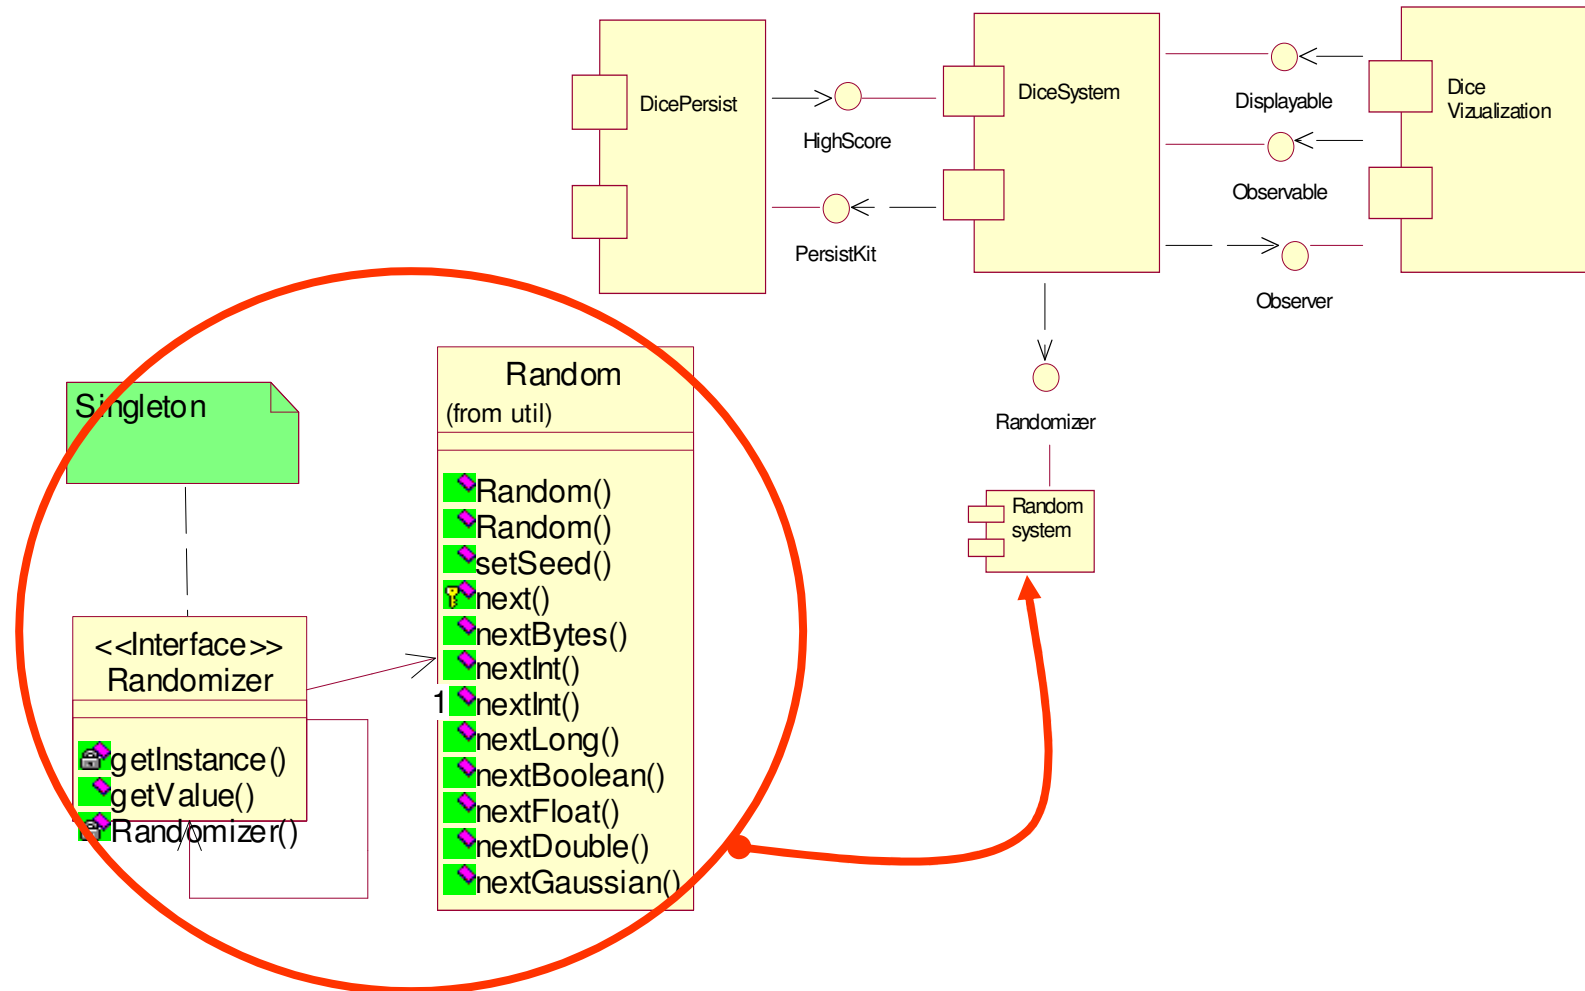 DicePersist
HighScore
PersistKit
DiceSystem
Displayable
Observable
Observer
Dice
Vizualization
Randomizer
Random
system
Singleton
<<Interface>>
Randomizer
getInstance()
getValue()
Randomizer()
1
Random
(from util)
Random()
Random()
setSeed()
next()
nextBytes()
nextInt()
nextInt()
nextLong()
nextBoolean()
nextFloat()
nextDouble()
nextGaussian()